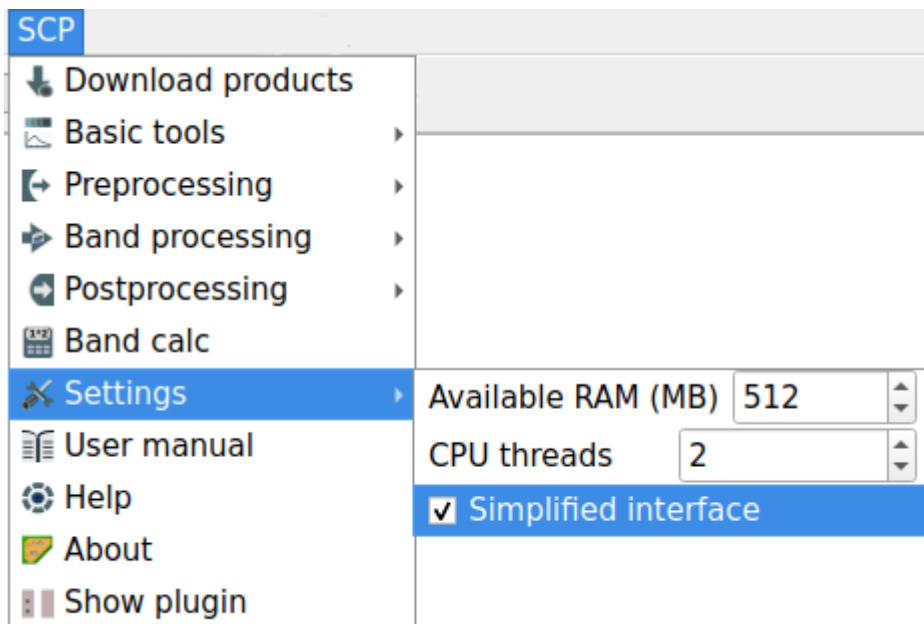 SCP
Download products
Basic tools
Preprocessing
Band processing
Postprocessing
Band calc
Settings
Available RAM (MB) 512
CPU threads 2
Simplified interface
User manual
Help
About
Show plugin